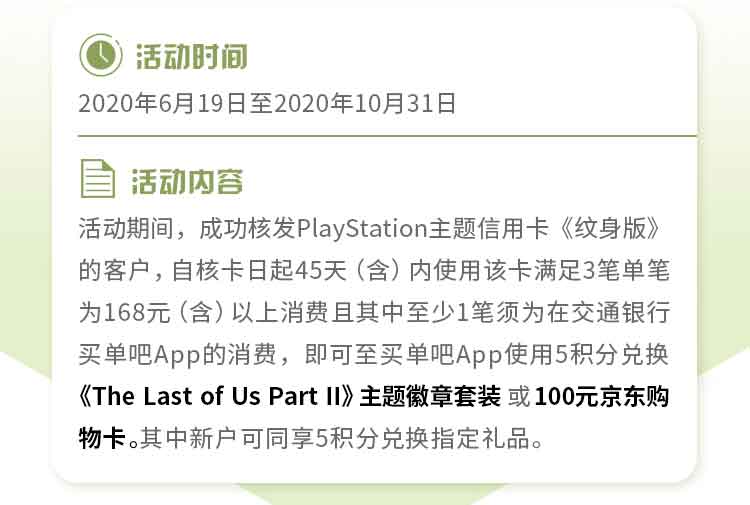 活动时间
2020年6月19日至2020年10月31日
活动内容
活动期间，成功核发PlayStation主题信用卡《纹身版》
的客户，自核卡日起45天（含）内使用该卡满足3笔单笔
为168元（含）以上消费且其中至少1笔须为在交通银行
买单吧App的消费，即可至买单吧App使用5积分兑换
《The Last of Us Part II》主题徽章套装 或 100元京东购
物卡。其中新户可同享5积分兑换指定礼品。